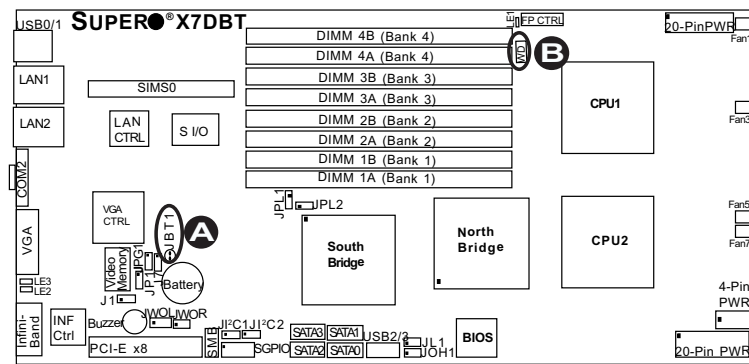 SUPER® X7DBT
USB0/1
LE1
FP CTRL
20-PinPWR
Fan1
DIMM 4B (Bank 4)
DIMM 4A (Bank 4)
DIMM 3B (Bank 3)
DIMM 3A (Bank 3)
DIMM 2B (Bank 2)
DIMM 2A (Bank 2)
DIMM 1B (Bank 1)
DIMM 1A (Bank 1)
WD
B
LAN1
SIMS0
CPU1
Fan3
LAN2
LAN
CTRL
S I/O
COM2
JPL1
JPL2
VGA
CTRL
JBT1
A
VGA
South
Bridge
North
Bridge
CPU2
Fan5
Fan7
Video
Memory
JPG1
JP1
Battery
LE3
LE2
J1
4-Pin
PWR
Infini-
Band
INF
Ctrl
Buzzer
JWOL
JWOR
JI²C1
JI²C2
SATA3
SATA1
USB2/3
JL1
BIOS
PCI-E x8
SMB
SGPIO
SATA2
SATA0
JOH1
20-Pin PWR